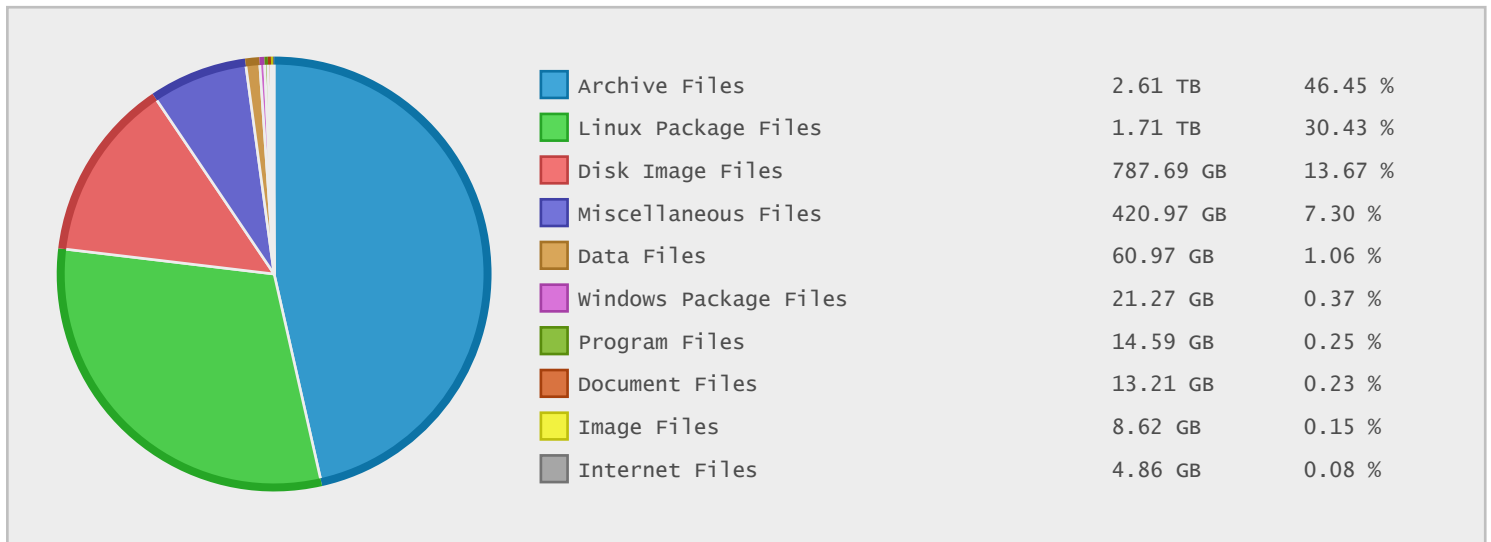 Archive Files 2.61 TB 46.45 %
Linux Package Files 1.71 TB 30.43 %
Disk Image Files 787.69 GB 13.67 %
Miscellaneous Files 420.97 GB 7.30 %
Data Files 60.97 GB 1.06 %
Windows Package Files 21.27 GB 0.37 %
Program Files 14.59 GB 0.25 %
Document Files 13.21 GB 0.23 %
Image Files 8.62 GB 0.15 %
Internet Files 4.86 GB 0.08 %